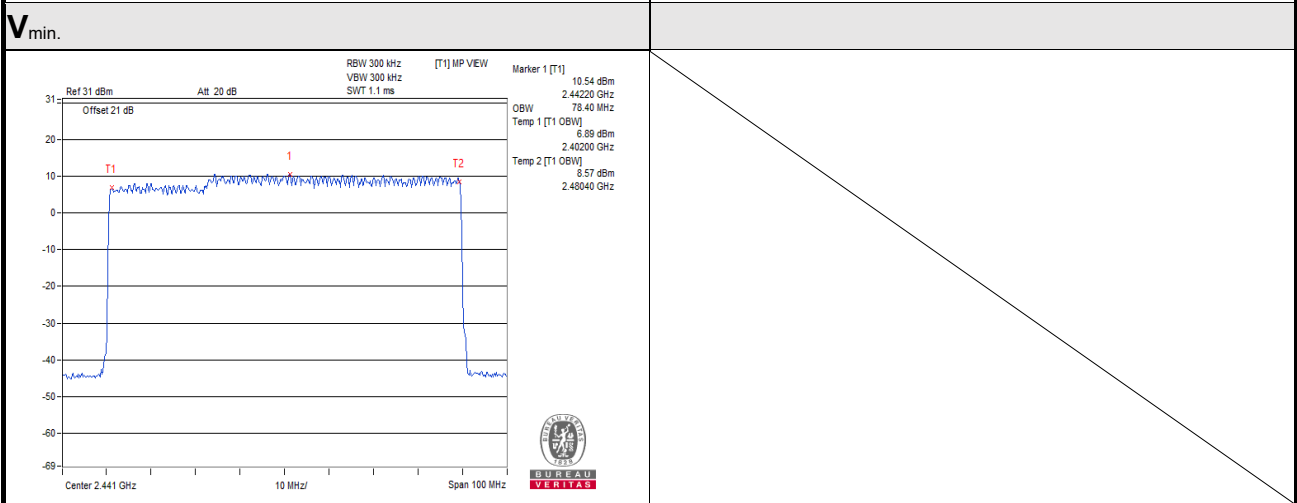 Vmin.
RBW 300 kHz [T1] MP VIEW
VBW 300 kHz
Ref 31 dBm Att 20 dB SWT 1.1 ms
Marker 1 [T1]
10.54 dBm
2.44220 GHz
OBW 78.40 MHz
Temp 1 [T1 OBW]
6.89 dBm
2.40200 GHz
Temp 2 [T1 OBW]
8.57 dBm
2.48040 GHz
31
Offset 21 dB
20
T1 1 T2
10
0
-10
-20
-30
-40
-50
-60
-69
Center 2.441 GHz 10 MHz/ Span 100 MHz
BUREAU VERITAS
1828
BUREAU
VERITAS